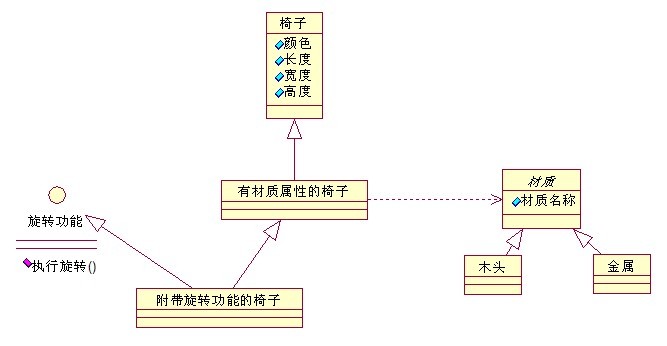 椅子
颜色
长度
宽度
高度
有材质属性的椅子
材质
材质名称
旋转功能
执行旋转()
木头
金属
附带旋转功能的椅子